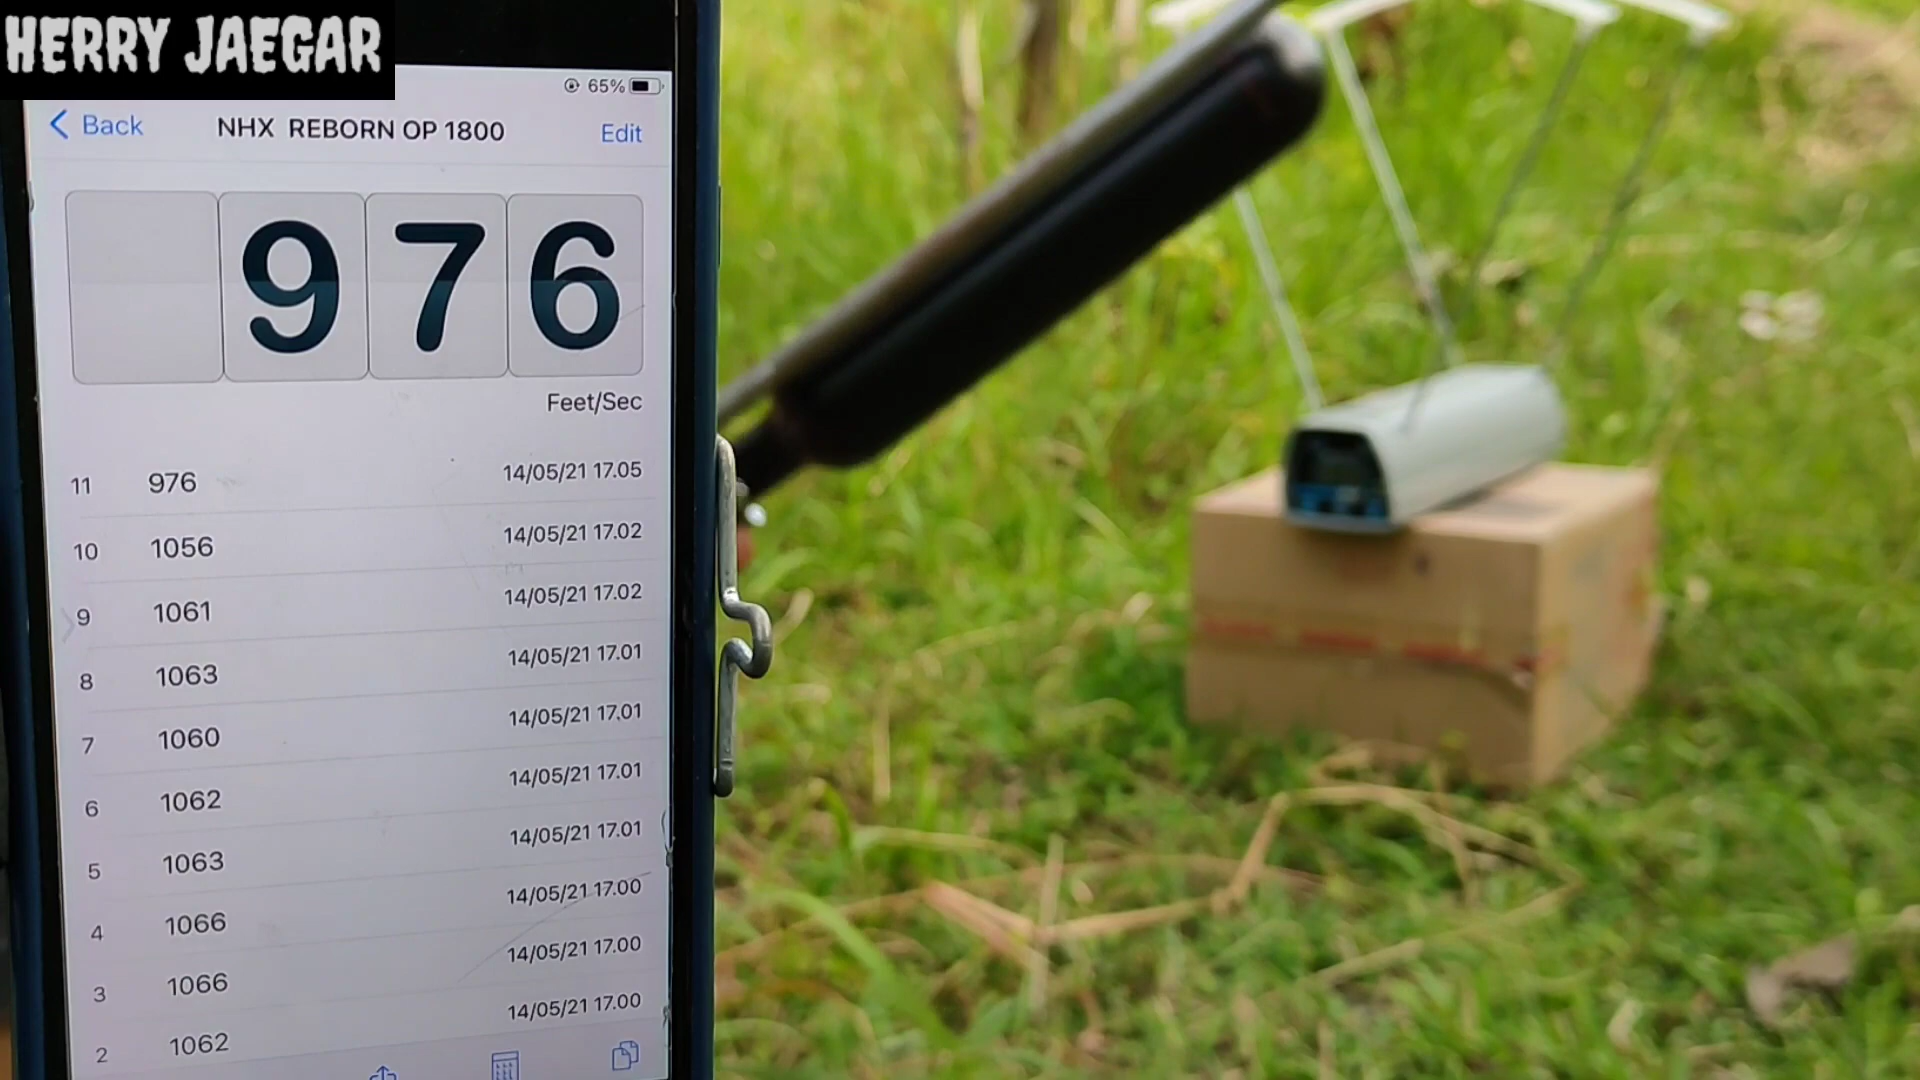 HERRY JAEGAR
65%
Back NHX REBORN OP 1800 Edit
976
Feet/Sec
11 976 14/05/21 17.05
10 1056 14/05/21 17.02
9 1061 14/05/21 17.02
8 1063 14/05/21 17.01
7 1060 14/05/21 17.01
6 1062 14/05/21 17.01
5 1063 14/05/21 17.01
4 1066 14/05/21 17.00
3 1066 14/05/21 17.00
2 1062 14/05/21 17.00